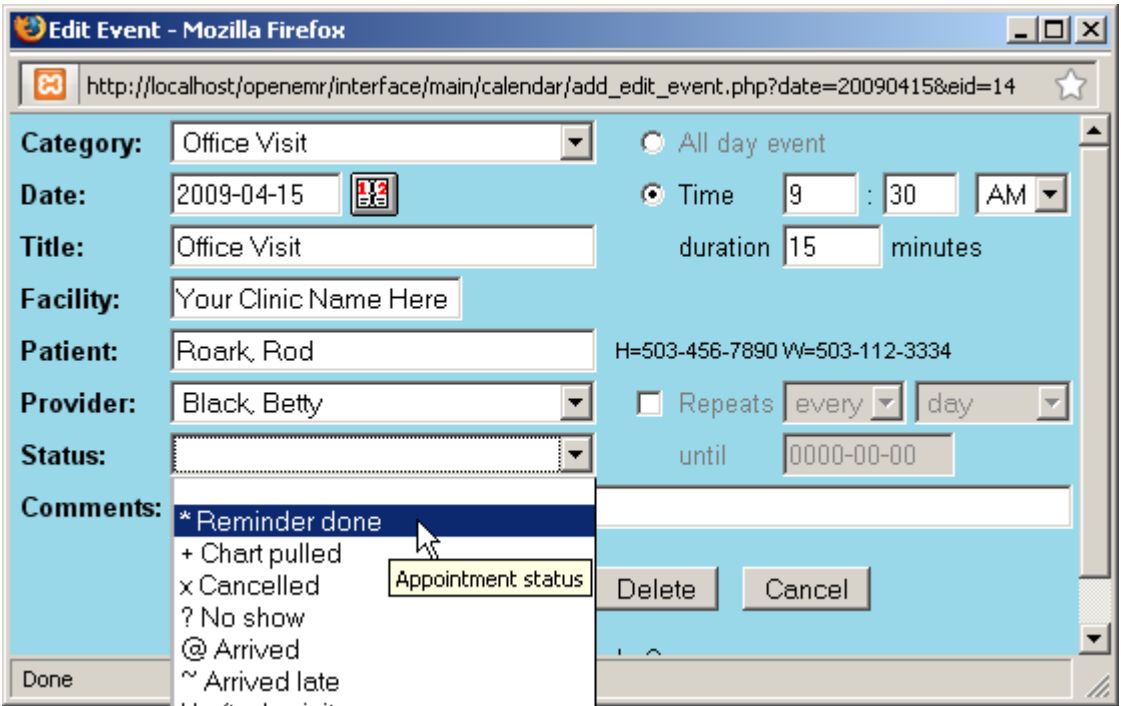 Edit Event - Mozilla Firefox
http://localhost/openemr/interface/main/calendar/add_edit_event.php?date=20090415&eid=14
Category: Office Visit All day event
Date: 2009-04-15 Time 9 : 30 AM
Title: Office Visit duration 15 minutes
Facility: Your Clinic Name Here
Patient: Roark, Rod H=503-456-7890 W=503-112-3334
Provider: Black, Betty Repeats every day
Status: until 0000-00-00
Comments:
* Reminder done
+ Chart pulled
x Cancelled
Appointment status
Delete Cancel
? No show
@ Arrived
~ Arrived late
Done